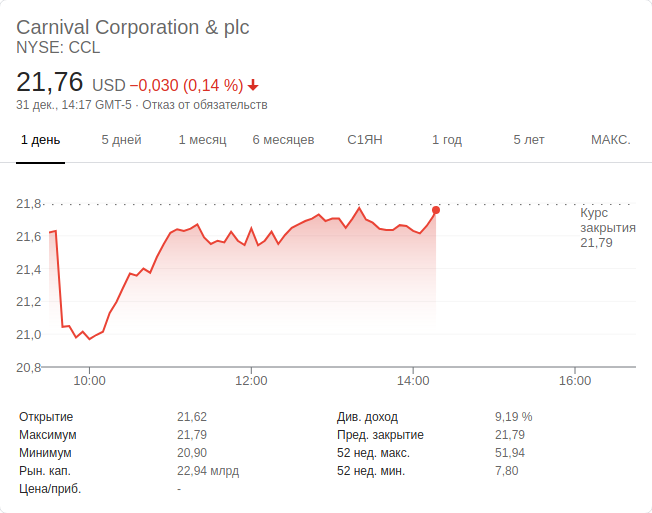 Carnival Corporation & plc
NYSE: CCL
21,76 USD −0,030 (0,14 %)
31 дек., 14:17 GMT-5 · Отказ от обязательств
1 день 5 дней 1 месяц 6 месяцев С1ЯН 1 год 5 лет МАКС.
21,8
21,6
21,4
21,2
21,0
20,8
Курс
закрытия
21,79
10:00 12:00 14:00 16:00
Открытие 21,62 Див. доход 9,19 %
Максимум 21,79 Пред. закрытие 21,79
Минимум 20,90 52 нед. макс. 51,94
Рын. кап. 22,94 млрд 52 нед. мин. 7,80
Цена/приб. -